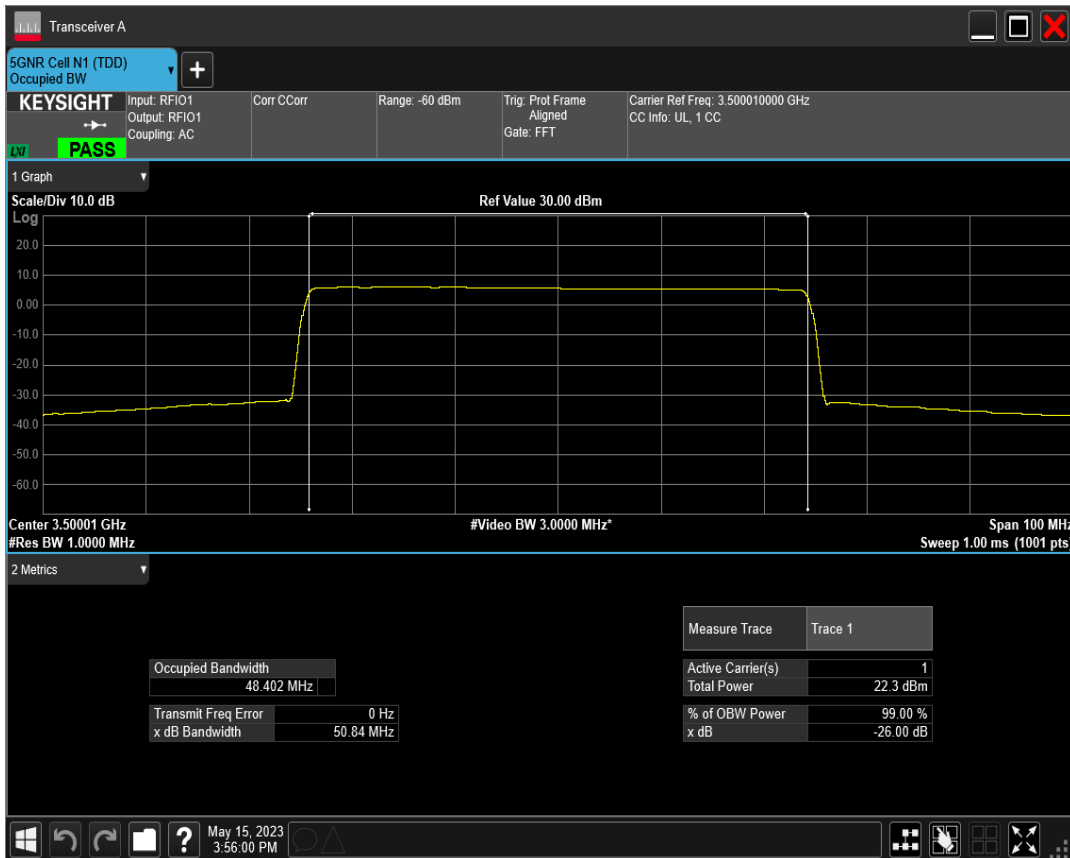 Transceiver A
5GNR Cell N1 (TDD)
Occupied BW
+
KEYSIGHT
LXI
PASS
Input: RFIO1
Output: RFIO1
Coupling: AC
Corr CCorr
Range: -60 dBm
Trig: Prot Frame
Aligned
Gate: FFT
Carrier Ref Freq: 3.500010000 GHz
CC Info: UL, 1 CC
1 Graph
Scale/Div 10.0 dB
Ref Value 30.00 dBm
Log
20.0
10.0
0.00
-10.0
-20.0
-30.0
-40.0
-50.0
-60.0
Center 3.50001 GHz
#Video BW 3.0000 MHz*
Span 100 MHz
#Res BW 1.0000 MHz
Sweep 1.00 ms (1001 pts)
2 Metrics
Measure Trace Trace 1
Occupied Bandwidth
48.402 MHz
Active Carrier(s) 1
Total Power 22.3 dBm
Transmit Freq Error 0 Hz
x dB Bandwidth 50.84 MHz
% of OBW Power 99.00 %
x dB -26.00 dB
?
May 15, 2023
3:56:00 PM